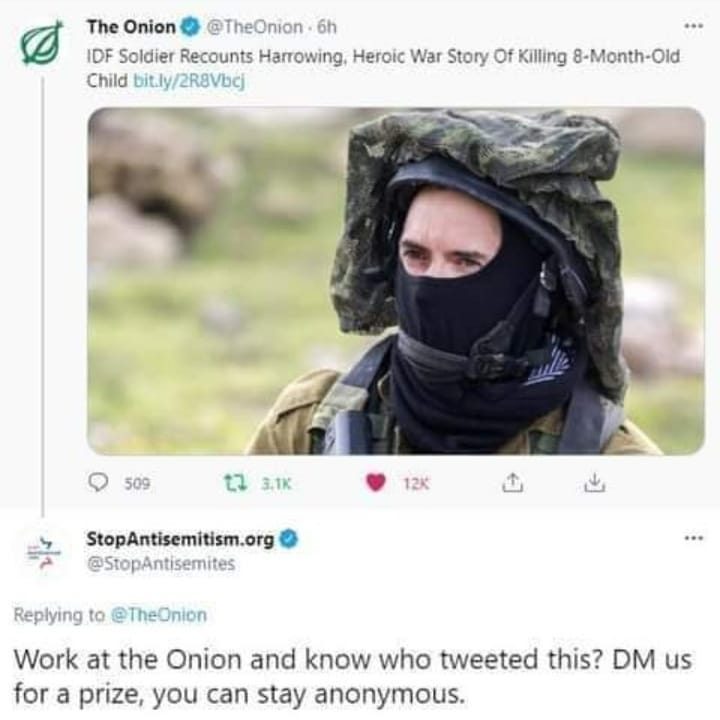 The Onion @TheOnion · 6h
IDF Soldier Recounts Harrowing, Heroic War Story Of Killing 8-Month-Old
Child bit.ly/2R8Vbcj
509 3.1K 12K
StopAntisemitism.org
@StopAntisemites
Replying to @TheOnion
Work at the Onion and know who tweeted this? DM us
for a prize, you can stay anonymous.